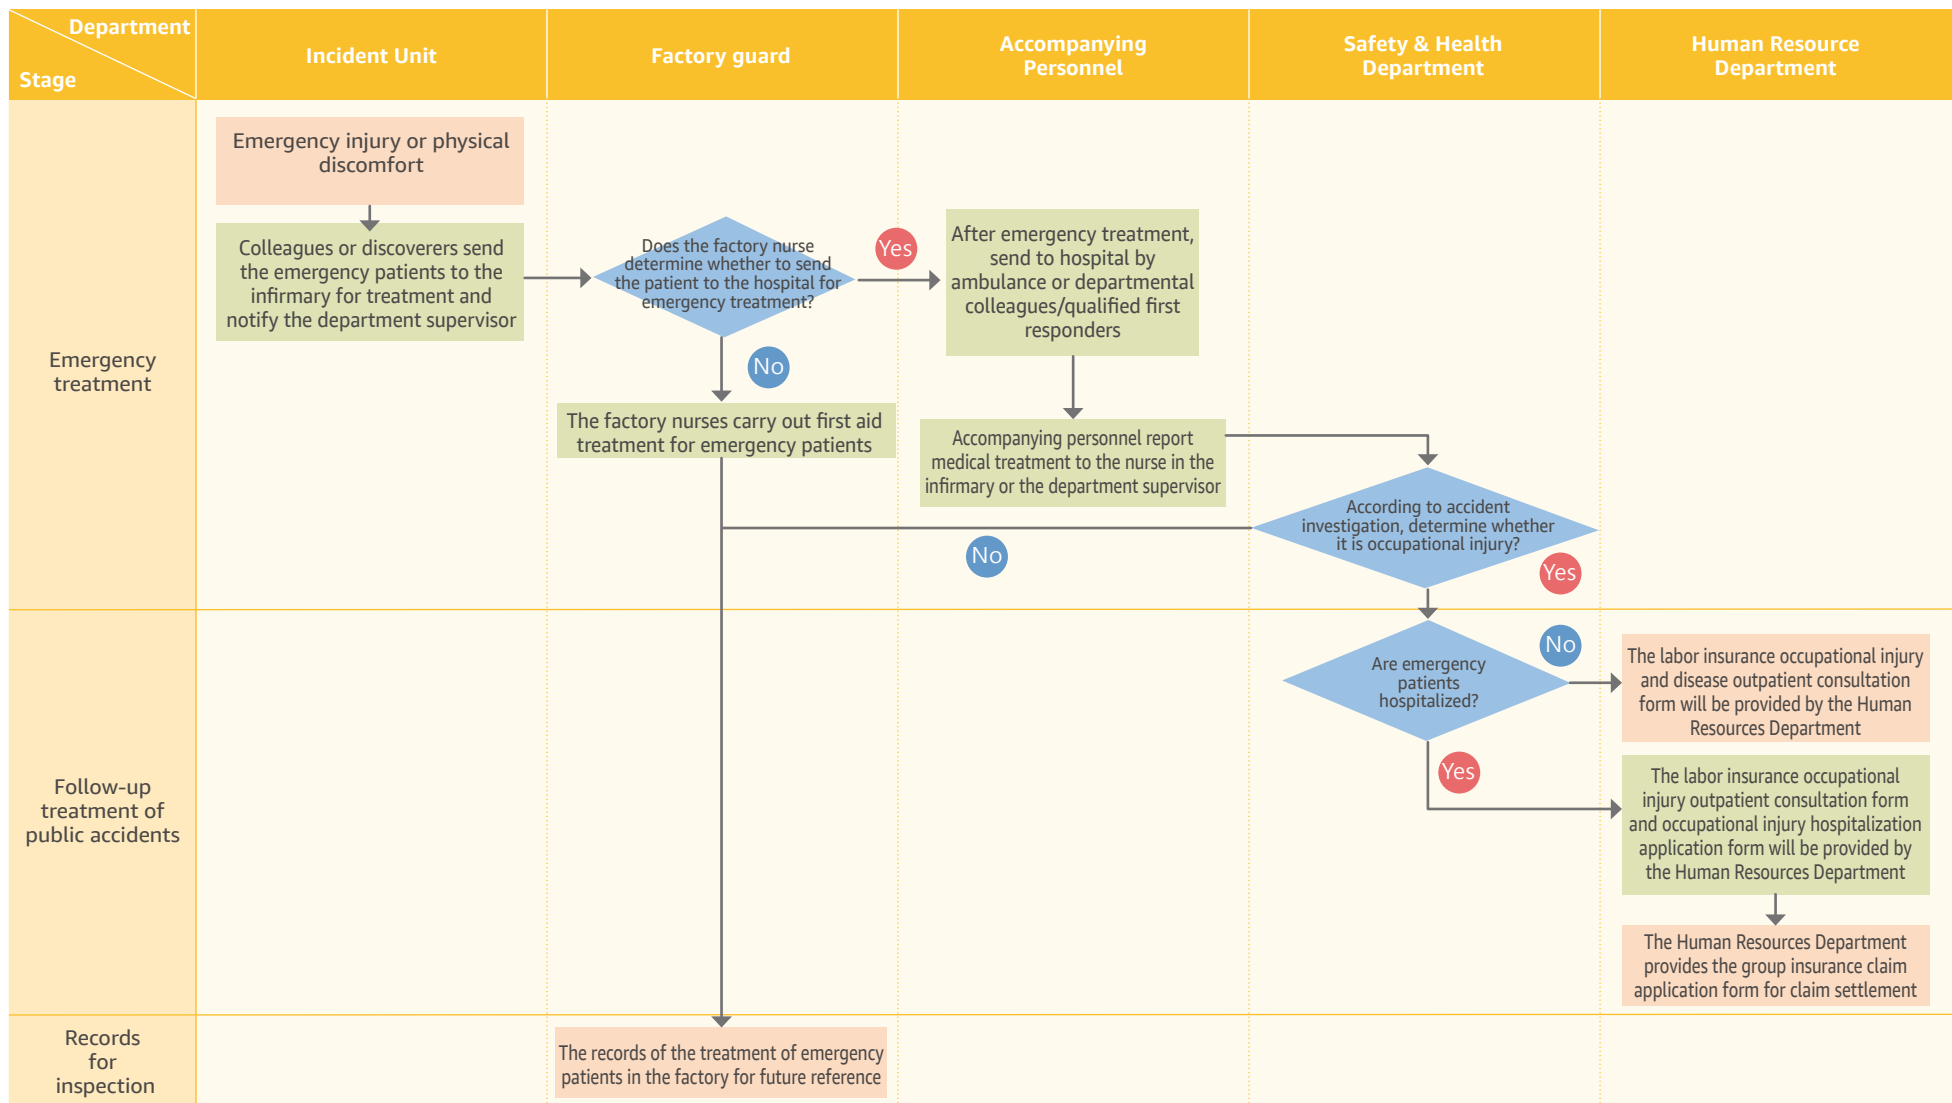 Department
Stage
Incident Unit
Factory guard
Accompanying
Personnel
Safety & Health
Department
Human Resource
Department
Emergency
treatment
Emergency injury or physical
discomfort
Colleagues or discoverers send
the emergency patients to the
infirmary for treatment and
notify the department supervisor
Does the factory nurse
determine whether to send
the patient to the hospital for
emergency treatment?
Yes
No
After emergency treatment,
send to hospital by
ambulance or departmental
colleagues/qualified first
responders
The factory nurses carry out first aid
treatment for emergency patients
Accompanying personnel report
medical treatment to the nurse in the
infirmary or the department supervisor
According to accident
investigation, determine whether
it is occupational injury?
No
Yes
Follow-up
treatment of
public accidents
Are emergency
patients
hospitalized?
No
Yes
The labor insurance occupational injury
and disease outpatient consultation
form will be provided by the Human
Resources Department
The labor insurance occupational
injury outpatient consultation form
and occupational injury hospitalization
application form will be provided by
the Human Resources Department
The Human Resources Department
provides the group insurance claim
application form for claim settlement
Records
for
inspection
The records of the treatment of emergency
patients in the factory for future reference